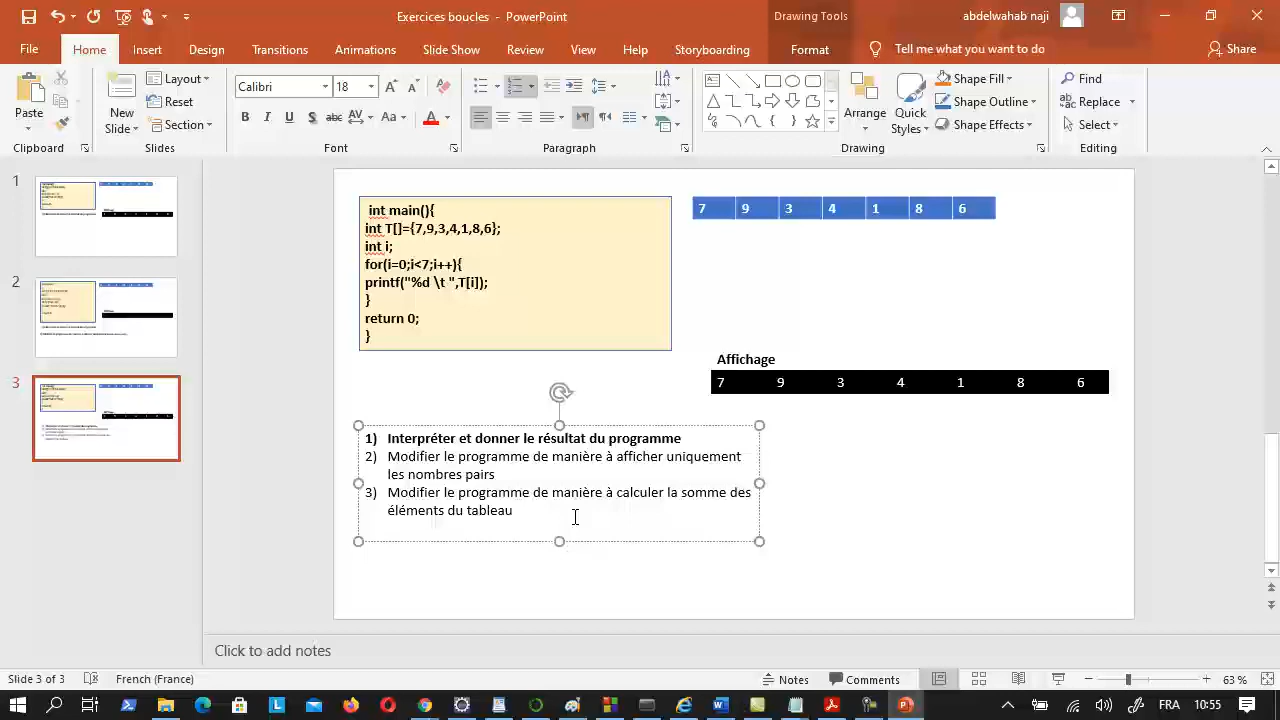 Exercices boucles - PowerPoint
Drawing Tools
abdelwahab naji
File Home Insert Design Transitions Animations Slide Show Review View Help Storyboarding Format Tell me what you want to do Share
Paste
New Slide
Layout
Reset
Section
Calibri 18
B I U S abc AV Aa A
Arrange
Quick Styles
Shape Fill
Shape Outline
Shape Effects
Find
Replace
Select
Clipboard Slides Font Paragraph Drawing Editing
1
2
3
int main(){
int T[]={7,9,3,4,1,8,6};
int i;
for(i=0;i<7;i++){
printf("%d \t ",T[i]);
}
return 0;
}
7 9 3 4 1 8 6
Affichage
7 9 4 1 8 6
1) Interpréter et donner le résultat du programme
2) Modifier le programme de manière à afficher uniquement
les nombres pairs
3) Modifier le programme de manière à calculer la somme des
éléments du tableau
Click to add notes
Slide 3 of 3 French (France) Notes Comments 63 %
FRA 10:55